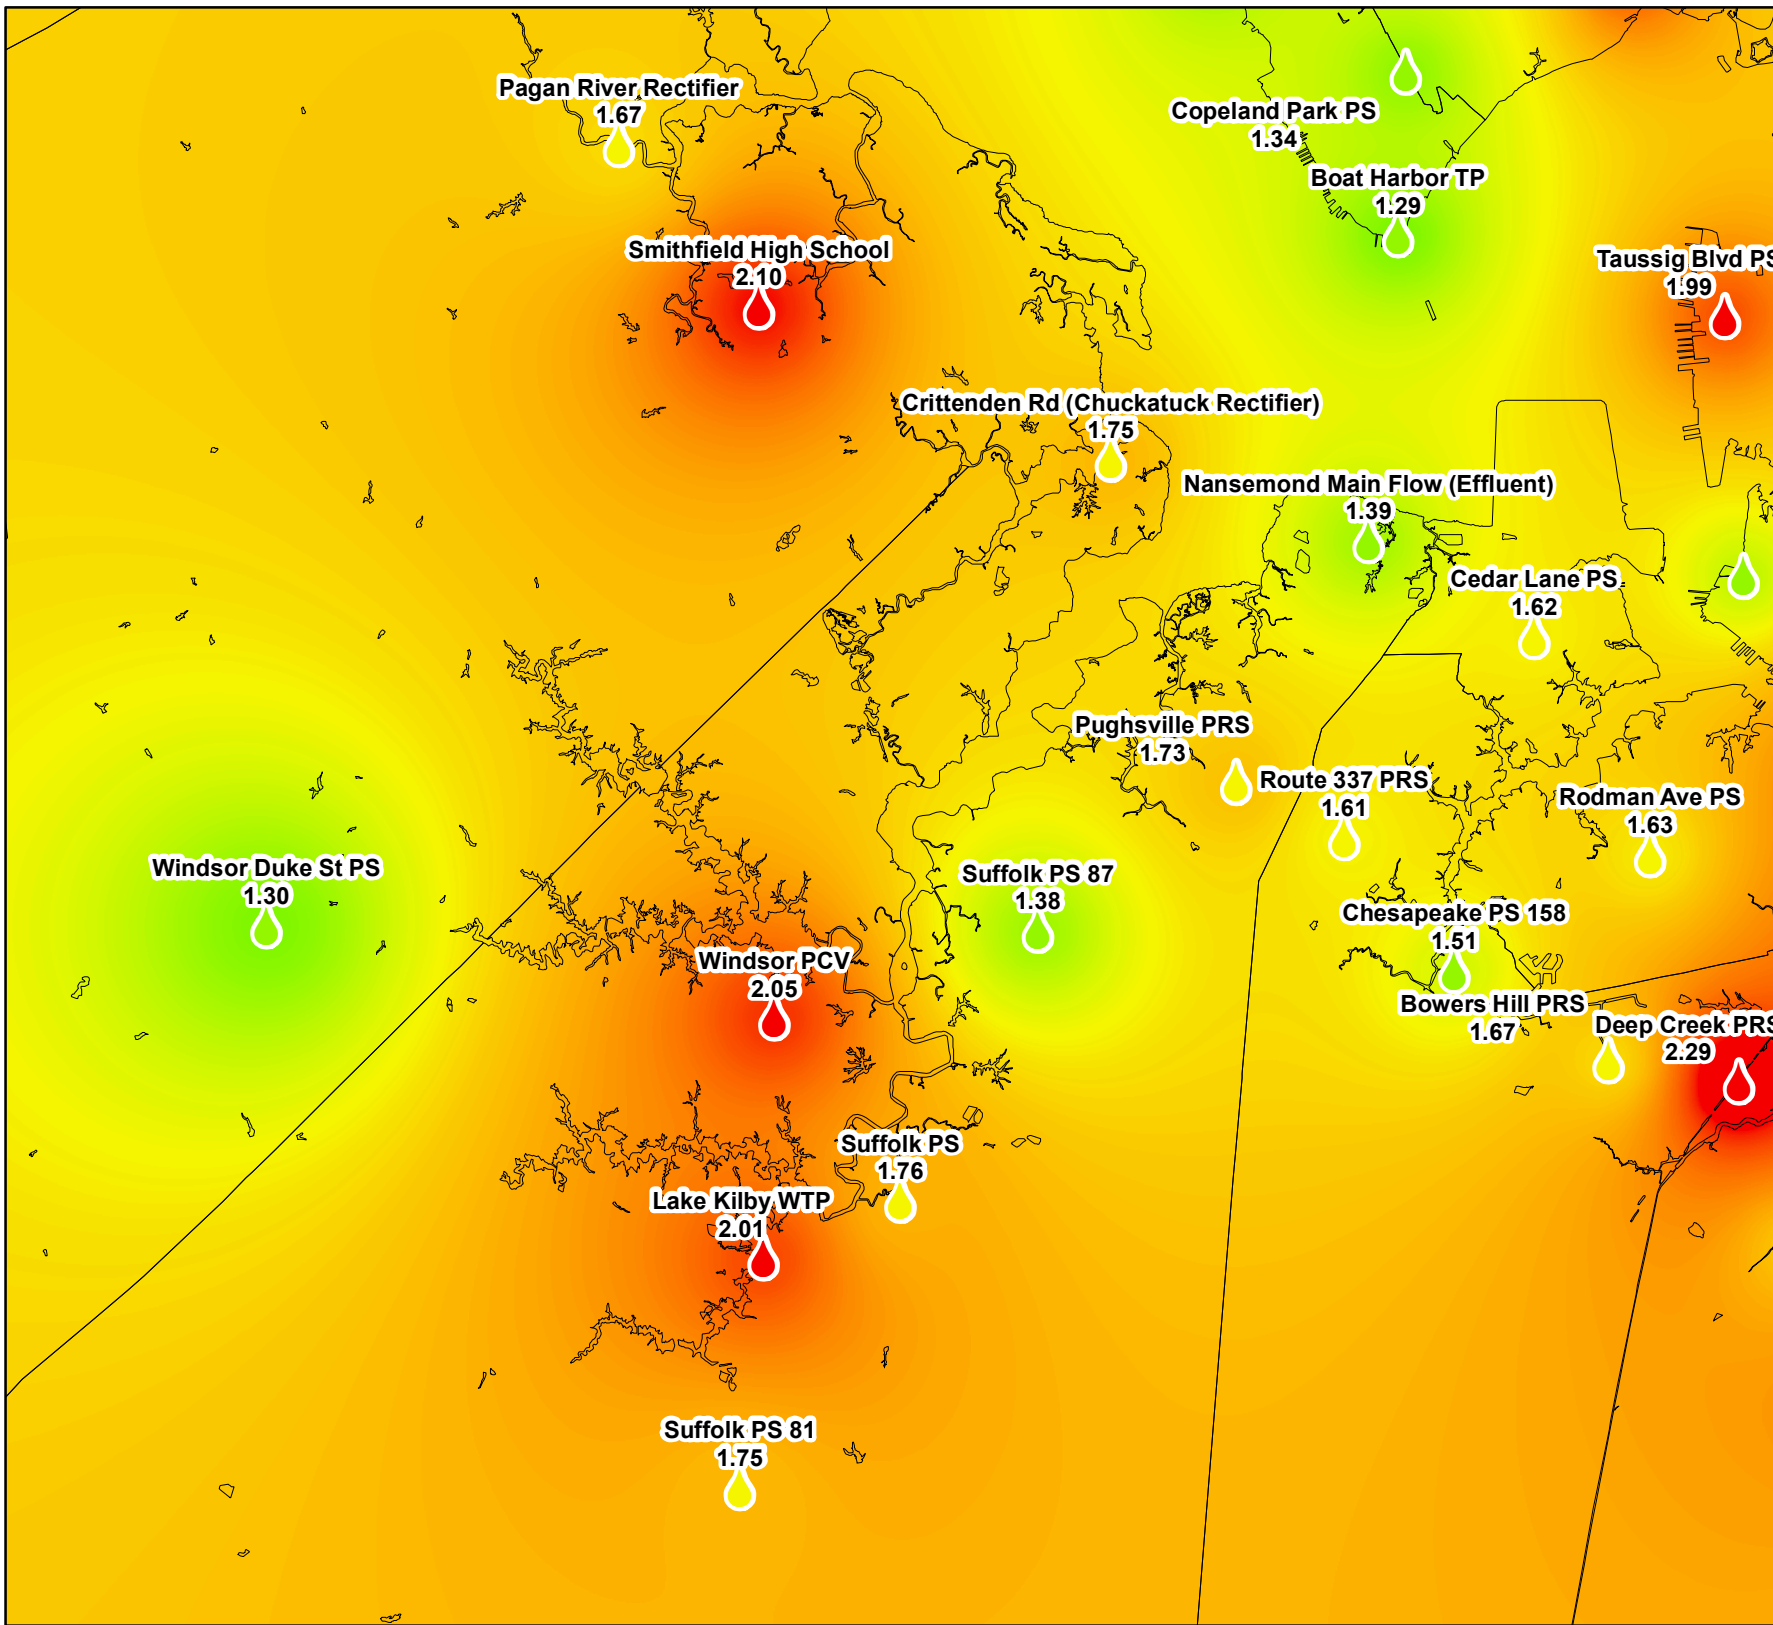 Pagan River Rectifier
1.67
Copeland Park PS
1.34
Boat Harbor TP
1.29
Smithfield High School
2.10
Taussig Blvd PS
1.99
Crittenden Rd (Chuckatuck Rectifier)
1.75
Nansemond Main Flow (Effluent)
1.39
Cedar Lane PS
1.62
Pughsville PRS
1.73
Route 337 PRS
1.61
Rodman Ave PS
1.63
Windsor Duke St PS
1.30
Suffolk PS 87
1.38
Chesapeake PS 158
1.51
Windsor PCV
2.05
Bowers Hill PRS
1.67
Deep Creek PRS
2.29
Suffolk PS
1.76
Lake Kilby WTP
2.01
Suffolk PS 81
1.75